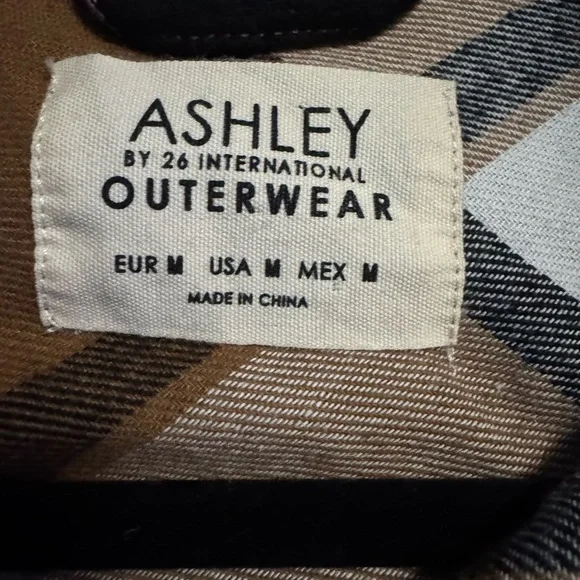 ASHLEY
BY 26 INTERNATIONAL
OUTERWEAR
EUR M USA M MEX M
MADE IN CHINA